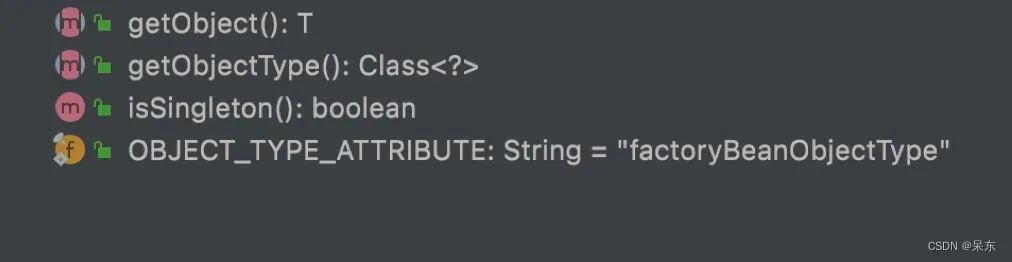 m getObject(): T
m getObjectType(): Class<?>
m isSingleton(): boolean
f OBJECT_TYPE_ATTRIBUTE: String = "factoryBeanObjectType"
CSDN @呆东